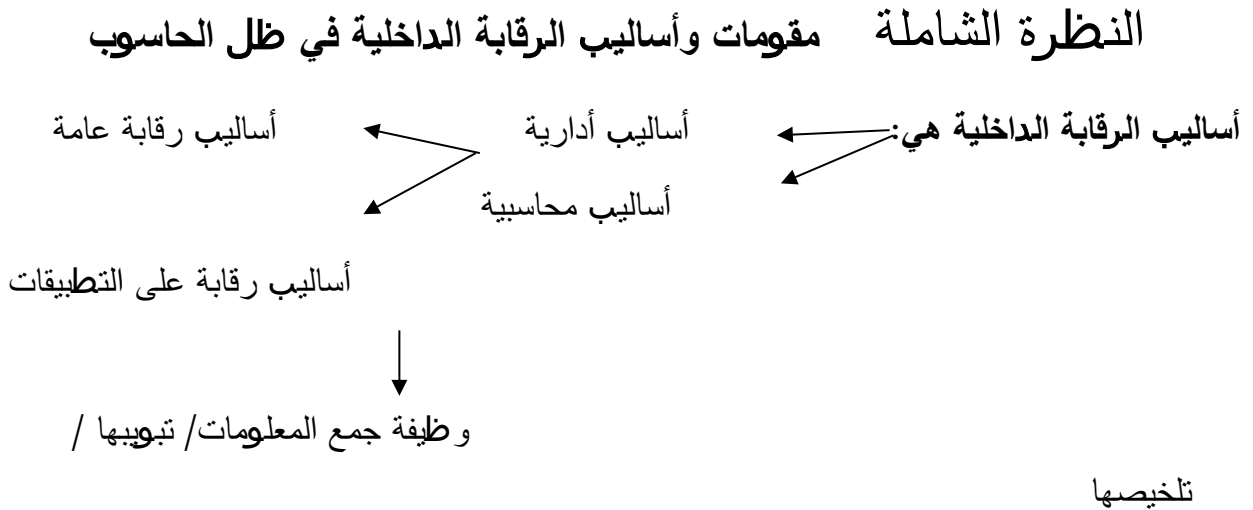 النظرة الشاملة مقومات وأساليب الرقابة الداخلية في ظل الحاسوب
أساليب الرقابة الداخلية هي: أساليب أدارية أساليب رقابة عامة
أساليب محاسبية
أساليب رقابة على التطبيقات
وظيفة جمع المعلومات/ تبويبها /
تلخيصها